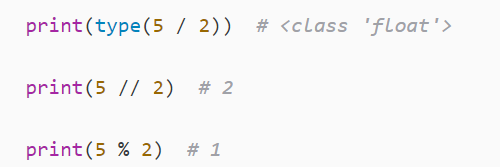 print(type(5 / 2))  # <class 'float'>
print(5 // 2)  # 2
print(5 % 2)  # 1